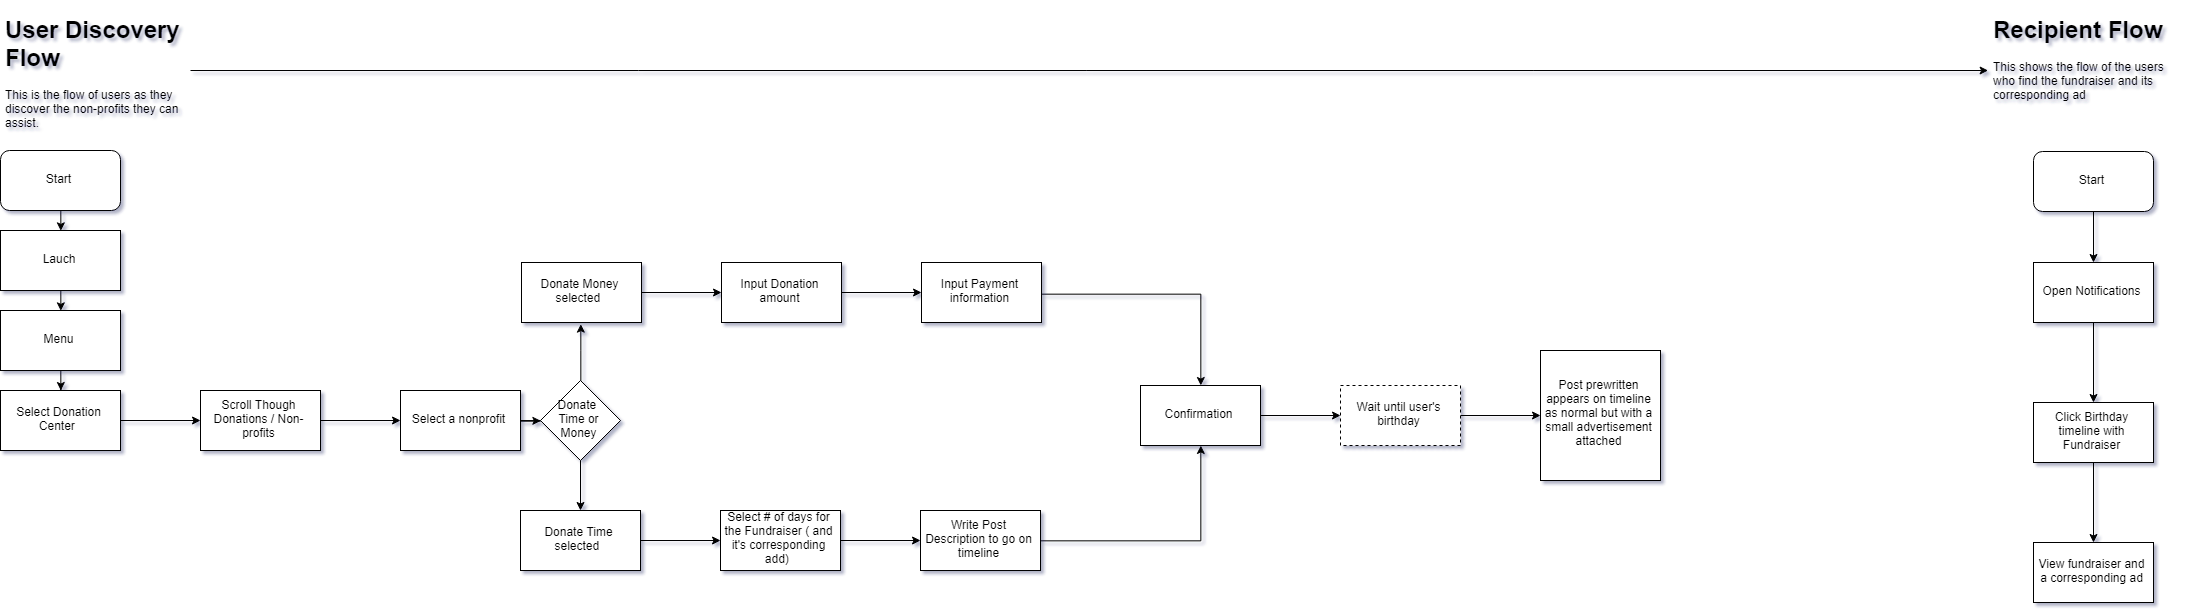 User Discovery
Flow
This is the flow of users as they
discover the non-profits they can
assist.
Recipient Flow
This shows the flow of the users
who find the fundraiser and its
corresponding ad
Start
Lauch
Menu
Select Donation
Center
Scroll Though
Donations / Non-
profits
Select a nonprofit
Donate
Time or
Money
Donate Money
selected
Input Donation
amount
Input Payment
information
Donate Time
selected
Select # of days for
the Fundraiser ( and
it's corresponding
add)
Write Post
Description to go on
timeline
Confirmation
Wait until user's
birthday
Post prewritten
appears on timeline
as normal but with a
small advertisement
attached
Start
Open Notifications
Click Birthday
timeline with
Fundraiser
View fundraiser and
a corresponding ad